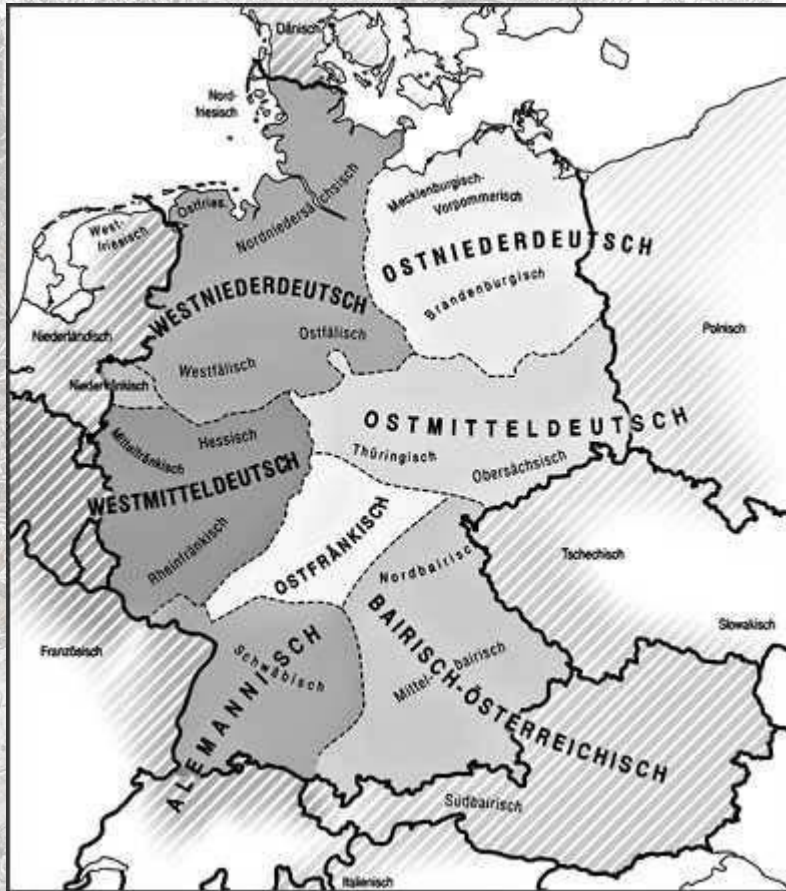 Dänisch
Nord-
friesisch
Mecklenburgisch-
Vorpommerisch
Ostfries.
Nordniedersächsisch
West-
friesisch
OSTNIEDERDEUTSCH
Brandenburgisch
WESTNIEDERDEUTSCH
Ostfälisch
Niederländisch
Polnisch
Westfälisch
Niederfränkisch
OSTMITTELDEUTSCH
Hessisch
Mittelfränkisch
Thüringisch
Obersächsisch
WESTMITTELDEUTSCH
OSTFRÄNKISCH
Rheinfränkisch
Nordbairisch
Tschechisch
Slowakisch
Französisch
ALEMANNISCH
Schwäbisch
BAIRISCH-ÖSTERREICHISCH
Mittel-bairisch
Südbairisch
Italienisch